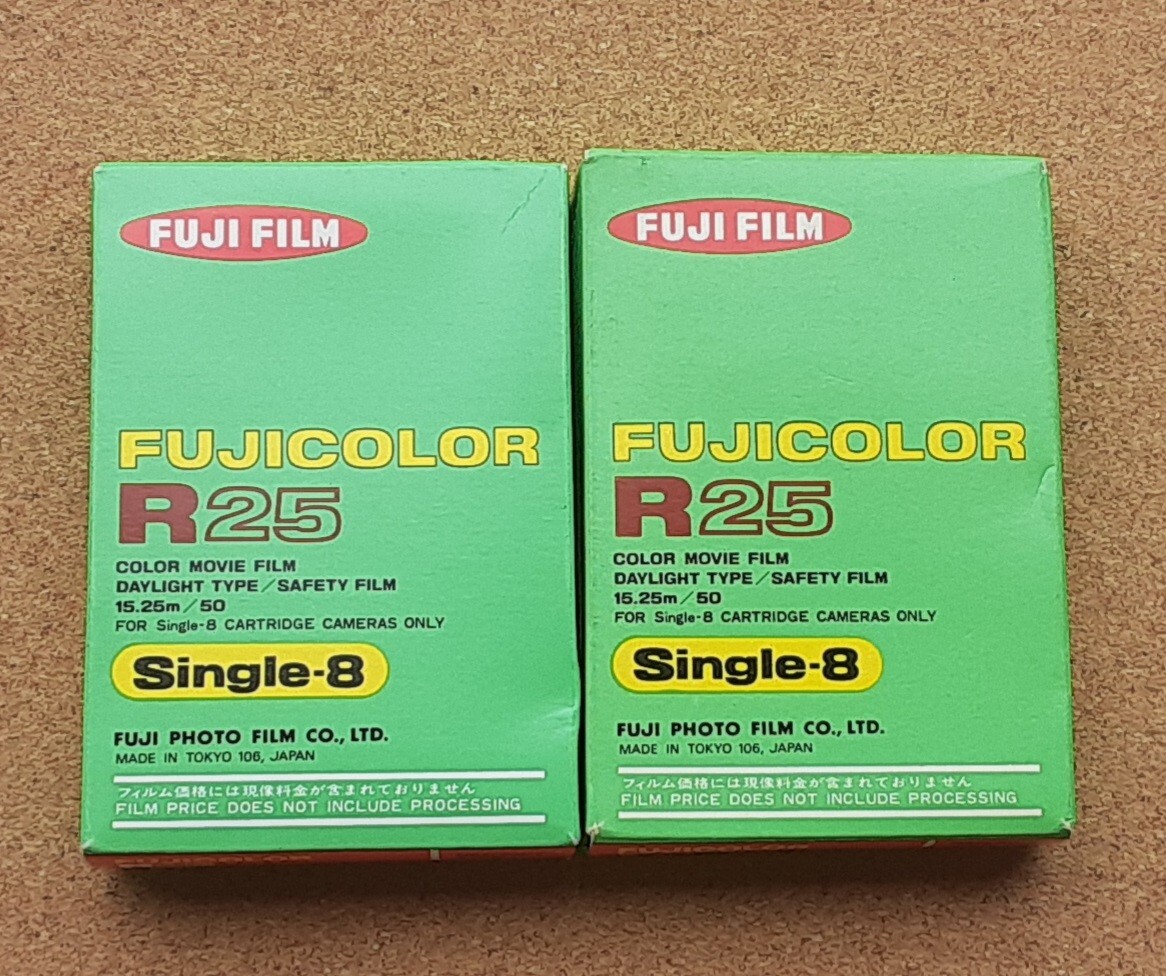 FUJI FILM
FUJICOLOR
R25
COLOR MOVIE FILM
DAYLIGHT TYPE/SAFETY FILM
15.25m/50
FOR Single-8 CARTRIDGE CAMERAS ONLY
Single-8
FUJI PHOTO FILM CO., LTD.
MADE IN TOKYO 106, JAPAN
フィルム価格には現像料金が含まれておりません
FILM PRICE DOES NOT INCLUDE PROCESSING
FUJICOLOR
FUJI FILM
FUJICOLOR
R25
COLOR MOVIE FILM
DAYLIGHT TYPE/SAFETY FILM
15.25m/50
FOR Single-8 CARTRIDGE CAMERAS ONLY
Single-8
FUJI PHOTO FILM CO., LTD.
MADE IN TOKYO 106, JAPAN
フィルム価格には現像料金が含まれておりません
FILM PRICE DOES NOT INCLUDE PROCESSING
FUJICOLOR